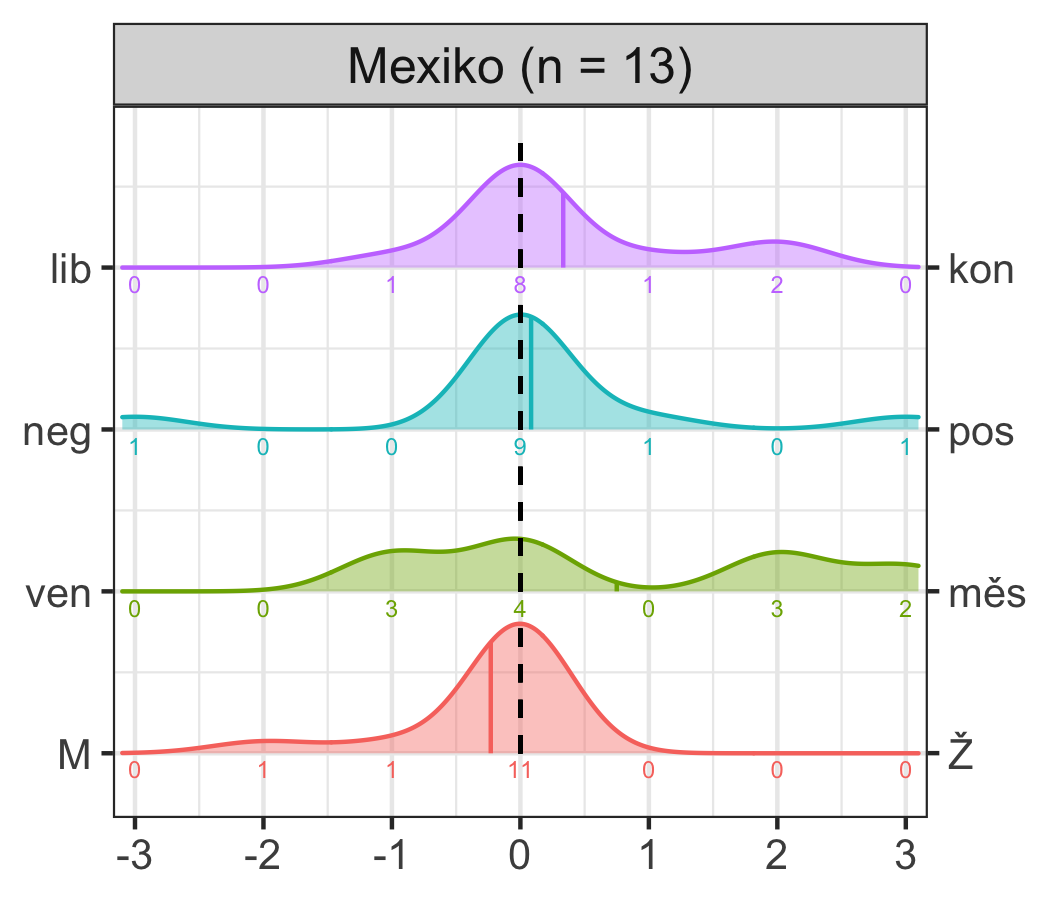 Mexiko (n = 13)
lib kon
0 0 1 8 1 2 0
neg pos
1 0 0 9 1 0 1
ven měs
0 0 3 4 0 3 2
M Ž
0 1 1 11 0 0 0
-3 -2 -1 0 1 2 3